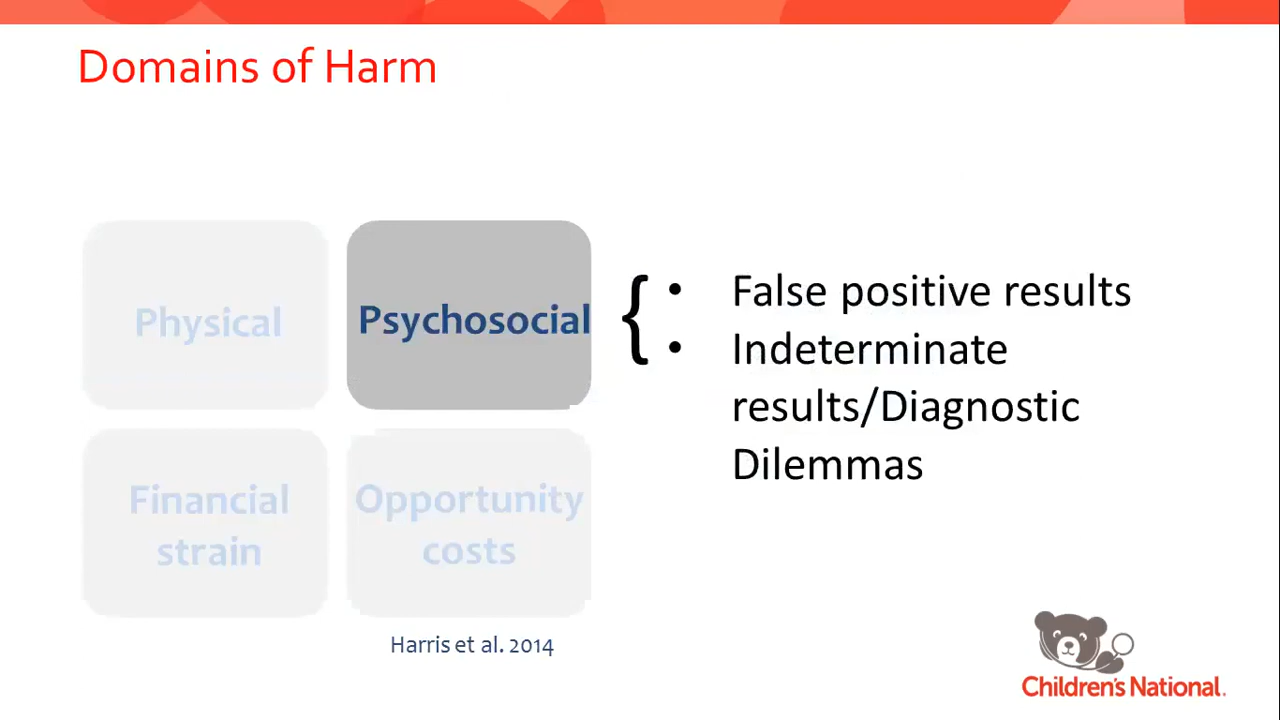 Domains of Harm
Physical
Psychosocial
{
• False positive results
• Indeterminate
results/Diagnostic
Dilemmas
Financial
strain
Opportunity
costs
Harris et al. 2014
Children's National.